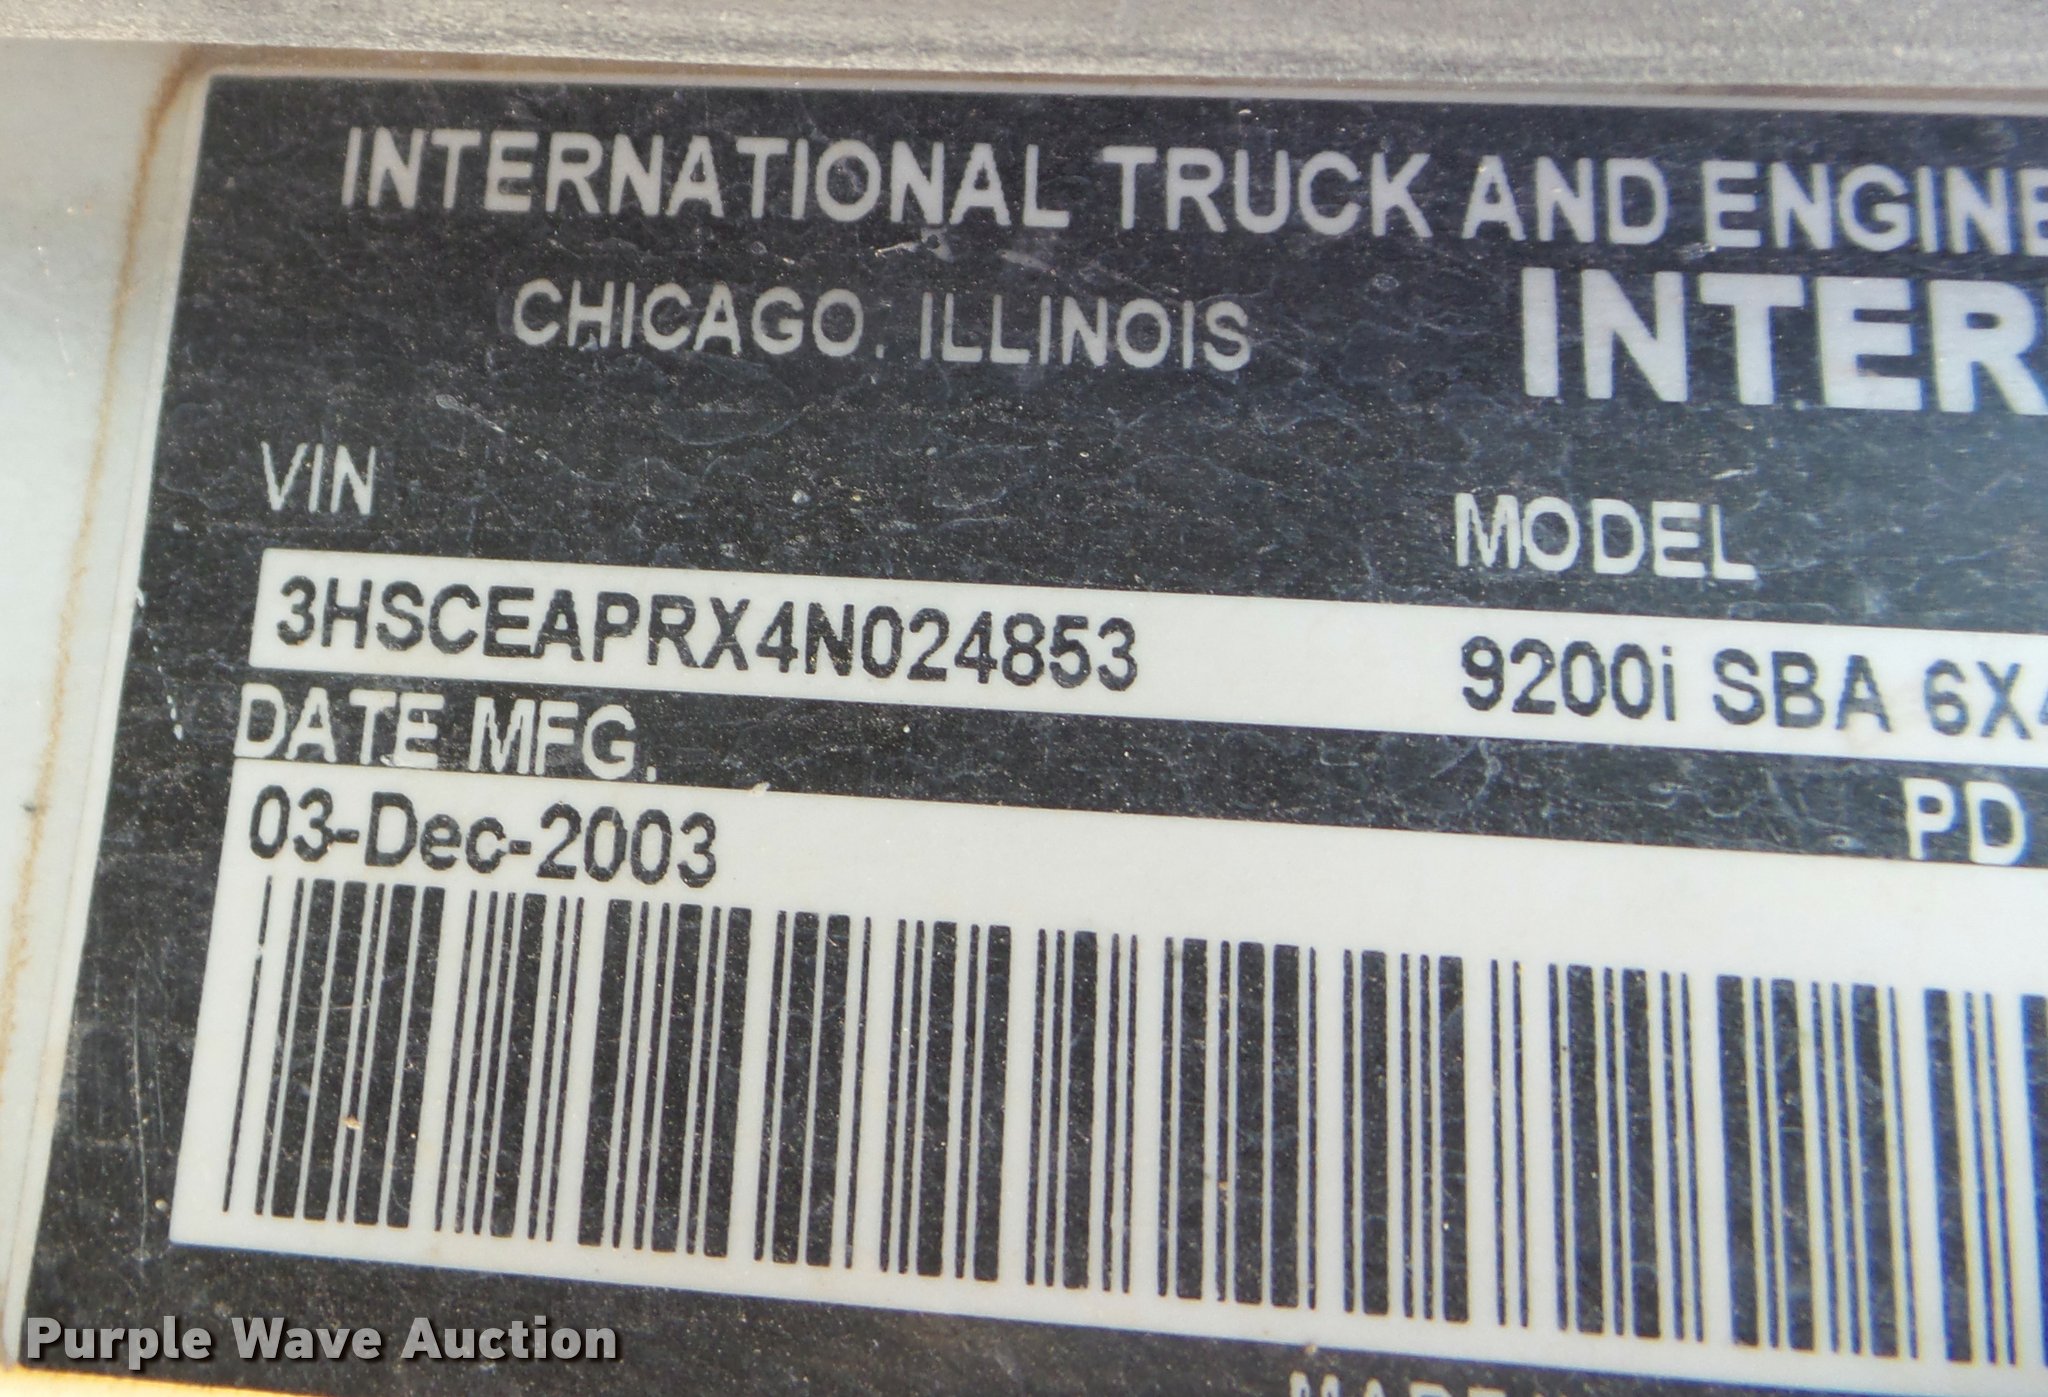 INTERNATIONAL TRUCK AND ENGINE
CHICAGO, ILLINOIS
INTER
VIN
MODEL
3HSCEAPRX4N024853
9200i SBA 6X4
DATE MFG.
PD
03-Dec-2003
Purple Wave Auction